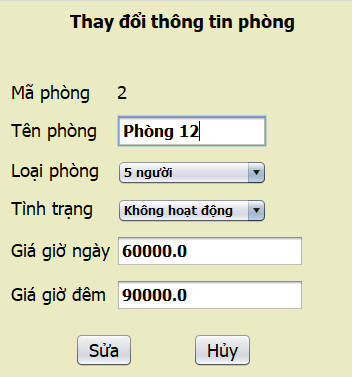 Thay đổi thông tin phòng
Mã phòng 2
Tên phòng Phòng 12
Loại phòng 5 người
Tình trạng Không hoạt động
Giá giờ ngày 60000.0
Giá giờ đêm 90000.0
Sửa Hủy